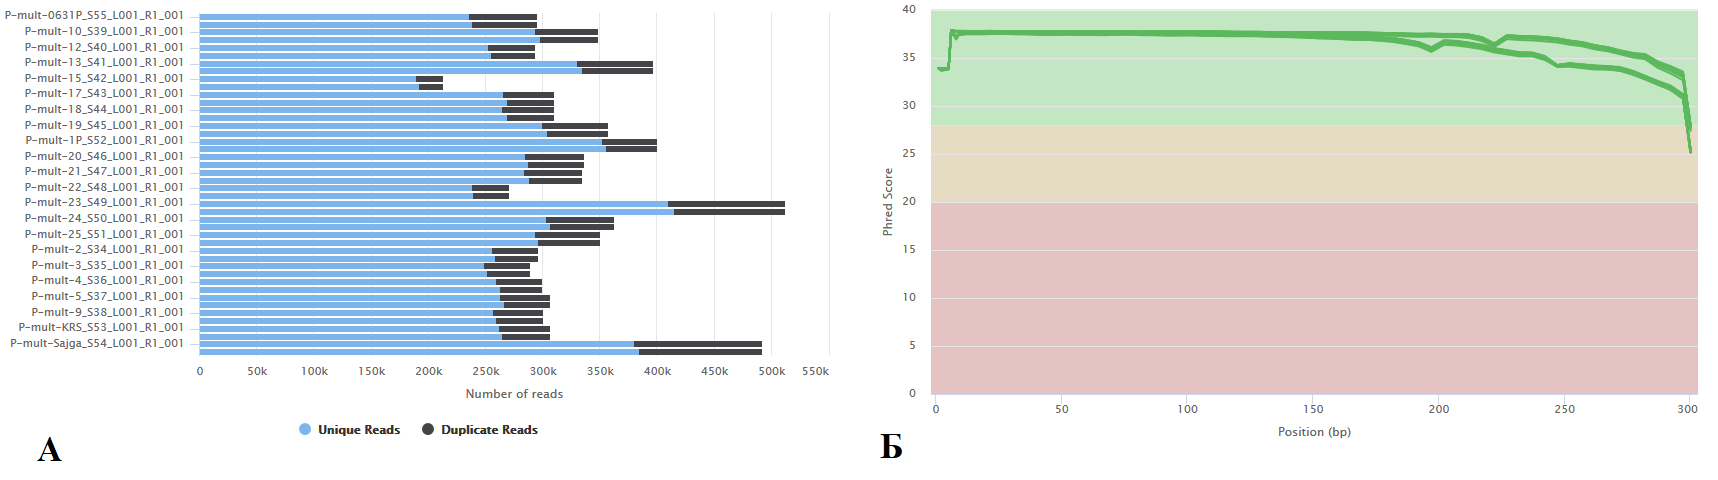 P-mult-0631P_S55_L001_R1_001
P-mult-10_S39_L001_R1_001
P-mult-12_S40_L001_R1_001
P-mult-13_S41_L001_R1_001
P-mult-15_S42_L001_R1_001
P-mult-17_S43_L001_R1_001
P-mult-18_S44_L001_R1_001
P-mult-19_S45_L001_R1_001
P-mult-1P_S52_L001_R1_001
P-mult-20_S46_L001_R1_001
P-mult-21_S47_L001_R1_001
P-mult-22_S48_L001_R1_001
P-mult-23_S49_L001_R1_001
P-mult-24_S50_L001_R1_001
P-mult-25_S51_L001_R1_001
P-mult-2_S34_L001_R1_001
P-mult-3_S35_L001_R1_001
P-mult-4_S36_L001_R1_001
P-mult-5_S37_L001_R1_001
P-mult-9_S38_L001_R1_001
P-mult-KRS_S53_L001_R1_001
P-mult-Sajga_S54_L001_R1_001
0 50k 100k 150k 200k 250k 300k 350k 400k 450k 500k 550k
Number of reads
Unique Reads Duplicate Reads
А
40
35
30
25
20
15
10
5
0
Phred Score
0 50 100 150 200 250 300
Position (bp)
Б